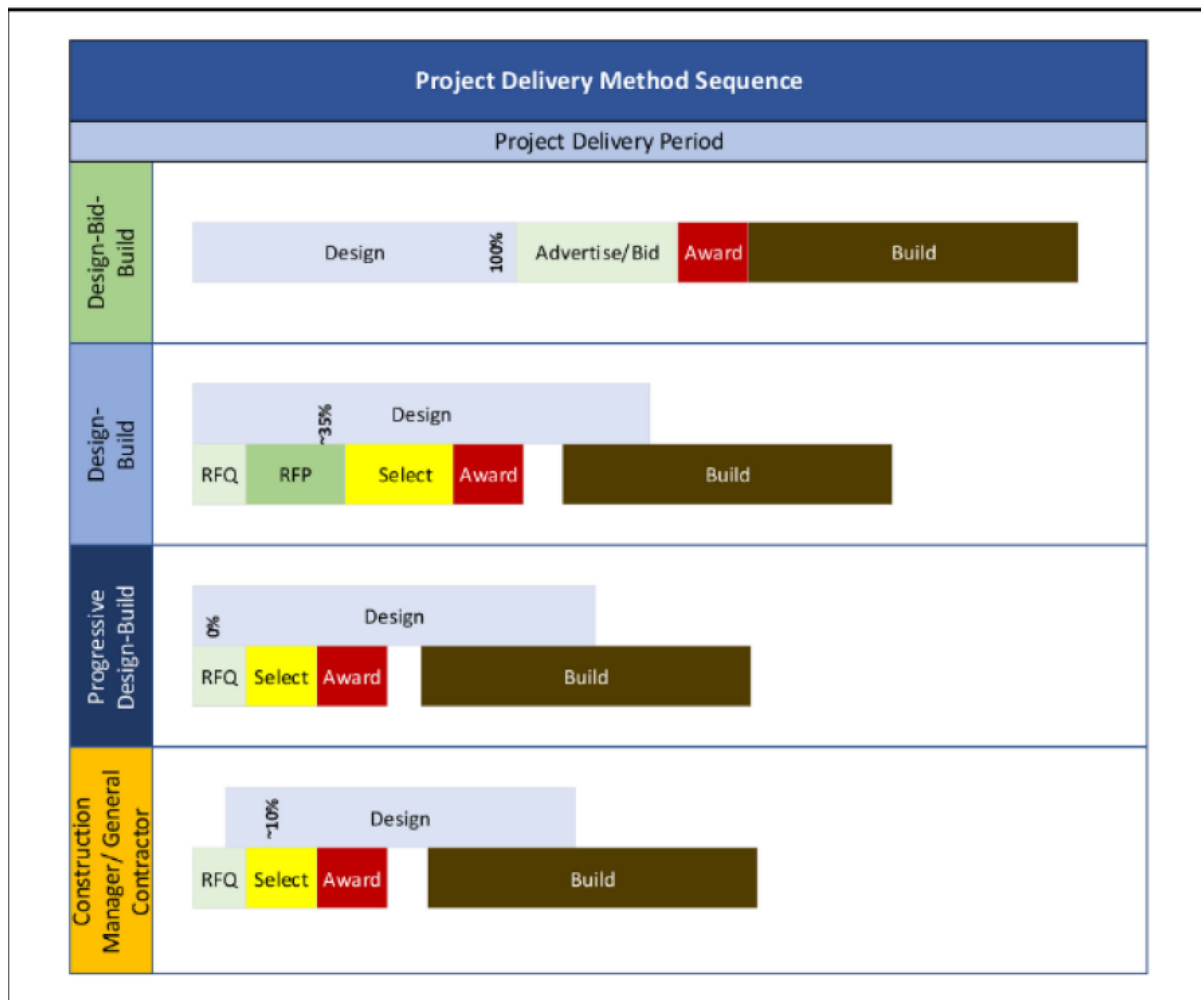 Project Delivery Method Sequence
Project Delivery Period
Design-Bid-
Build
Design
100%
Advertise/Bid
Award
Build
Design-
Build
Design
~35%
RFQ
RFP
Select
Award
Build
Progressive
Design-Build
Design
0%
RFQ
Select
Award
Build
Construction
Manager/ General
Contractor
~10%
Design
RFQ
Select
Award
Build